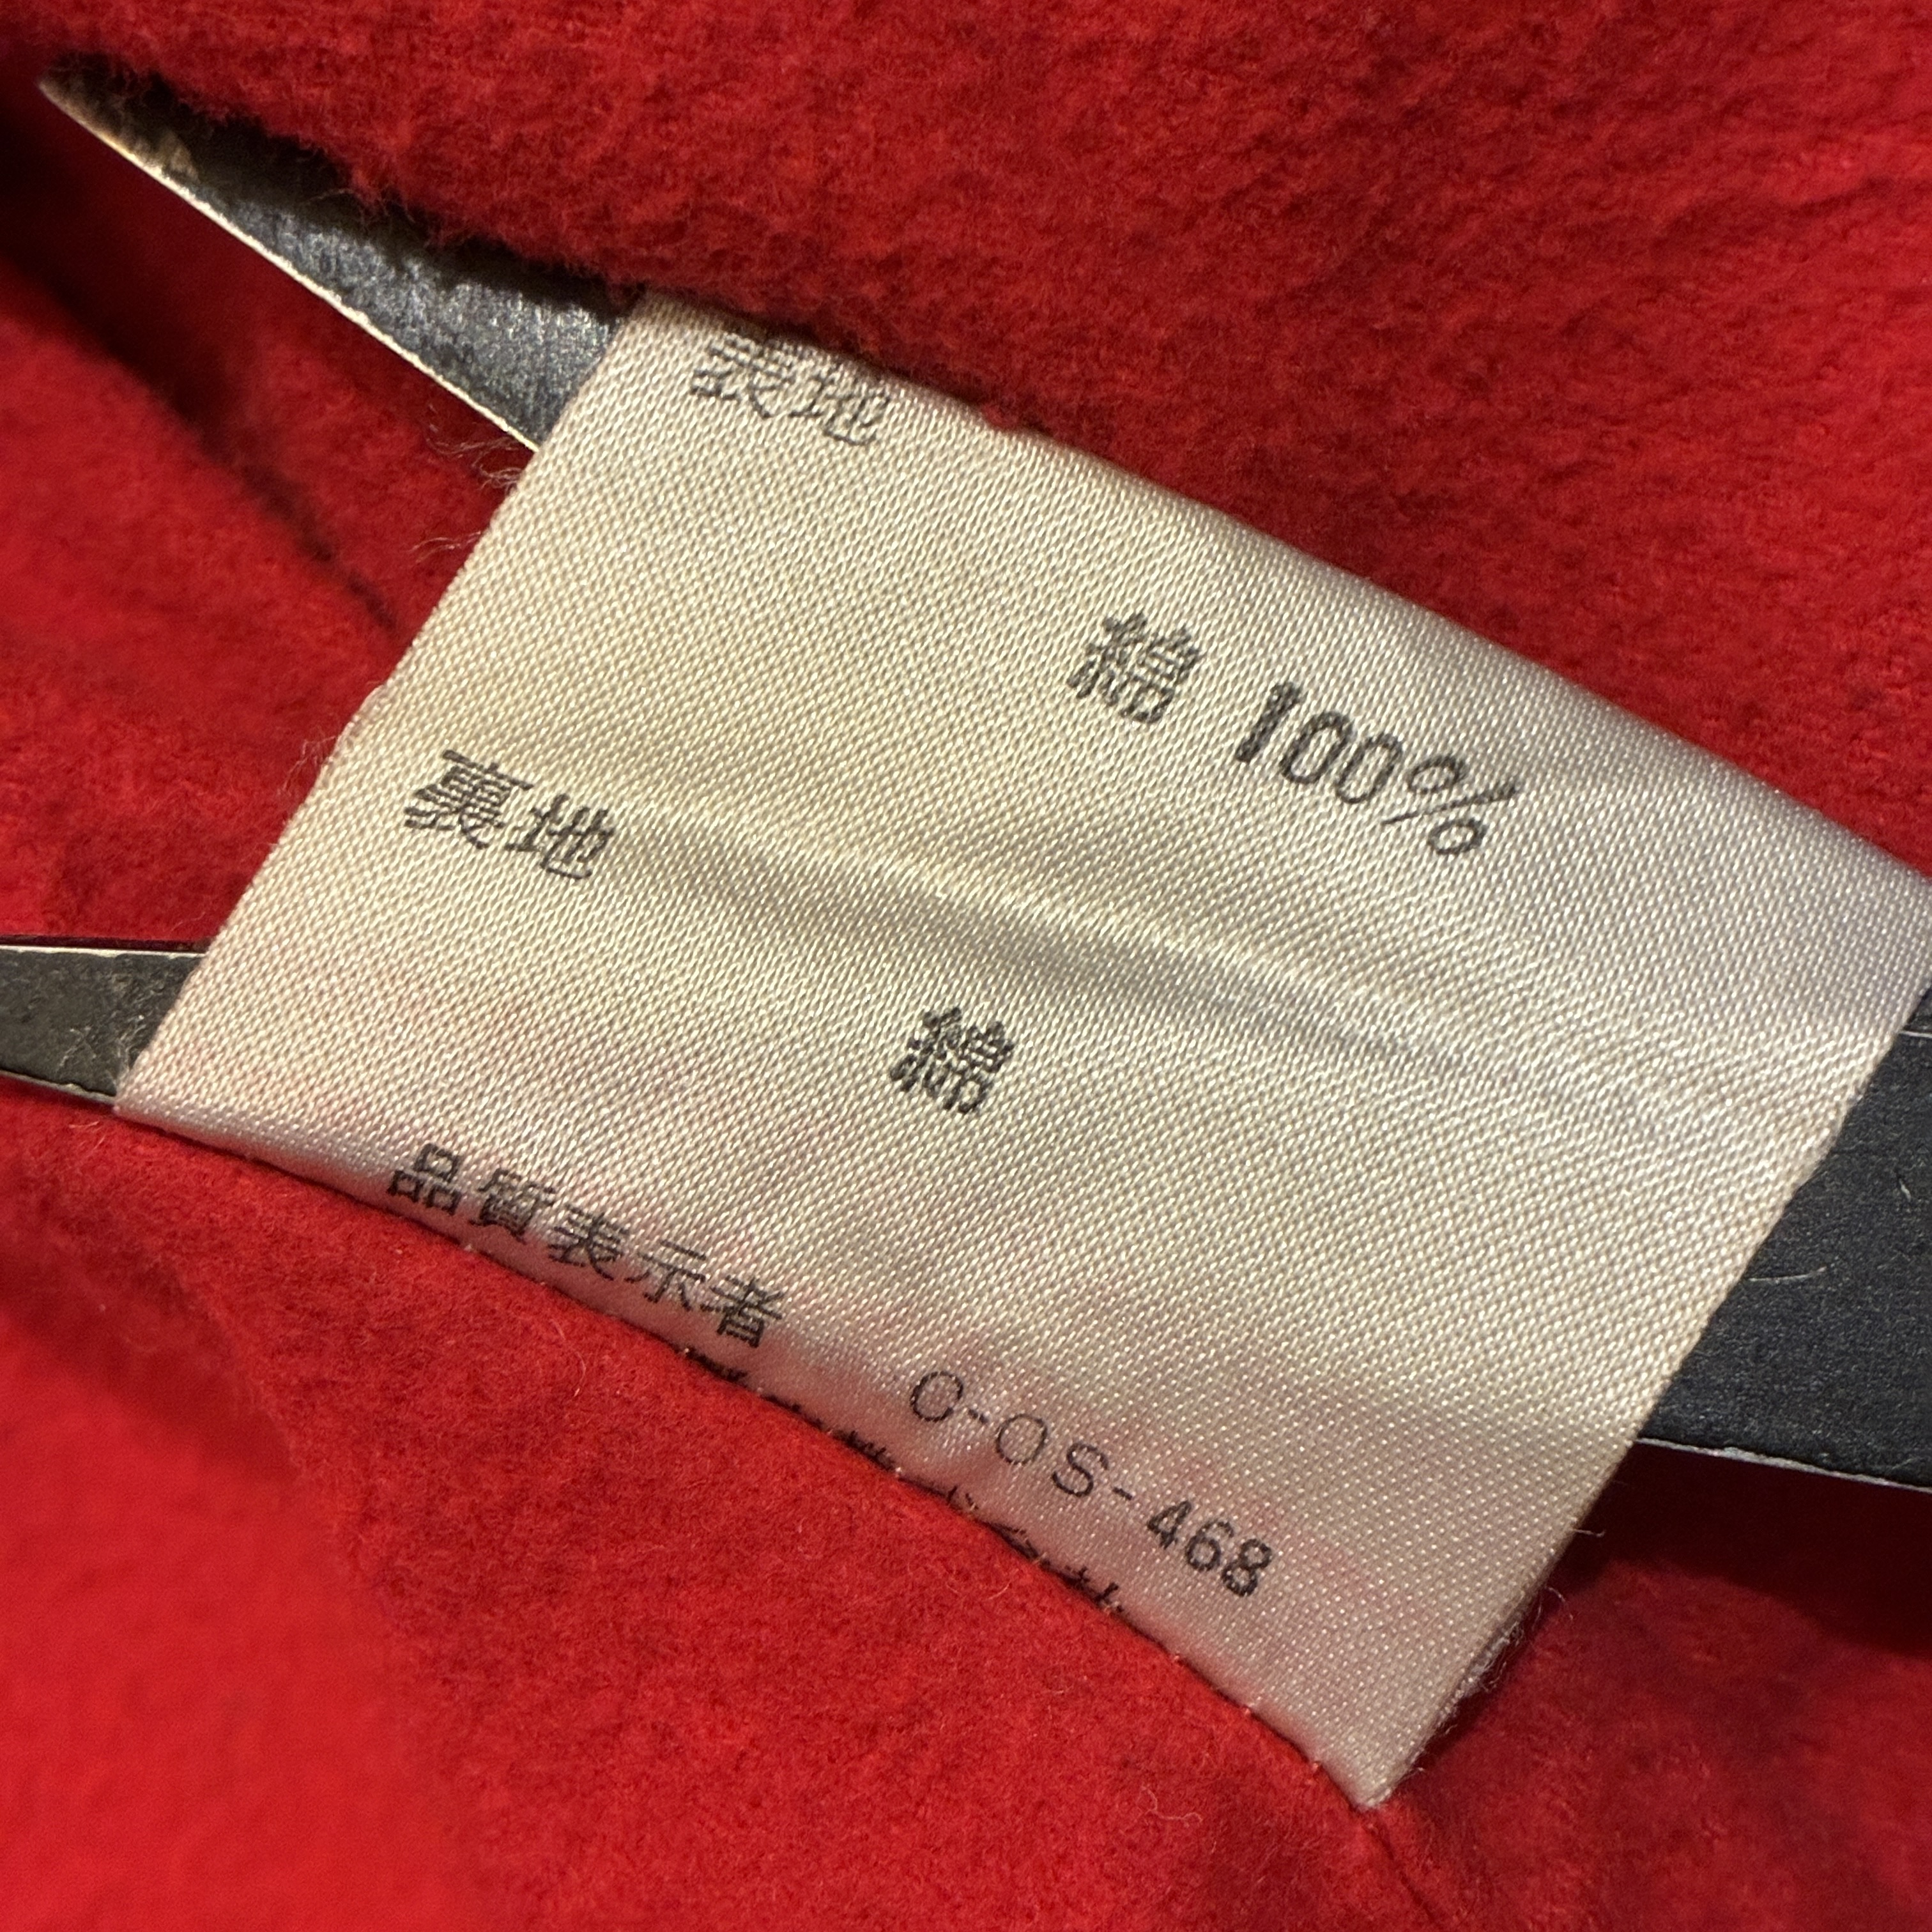 表地
綿 100%
裏地
綿
品質表示者
C-OS-468